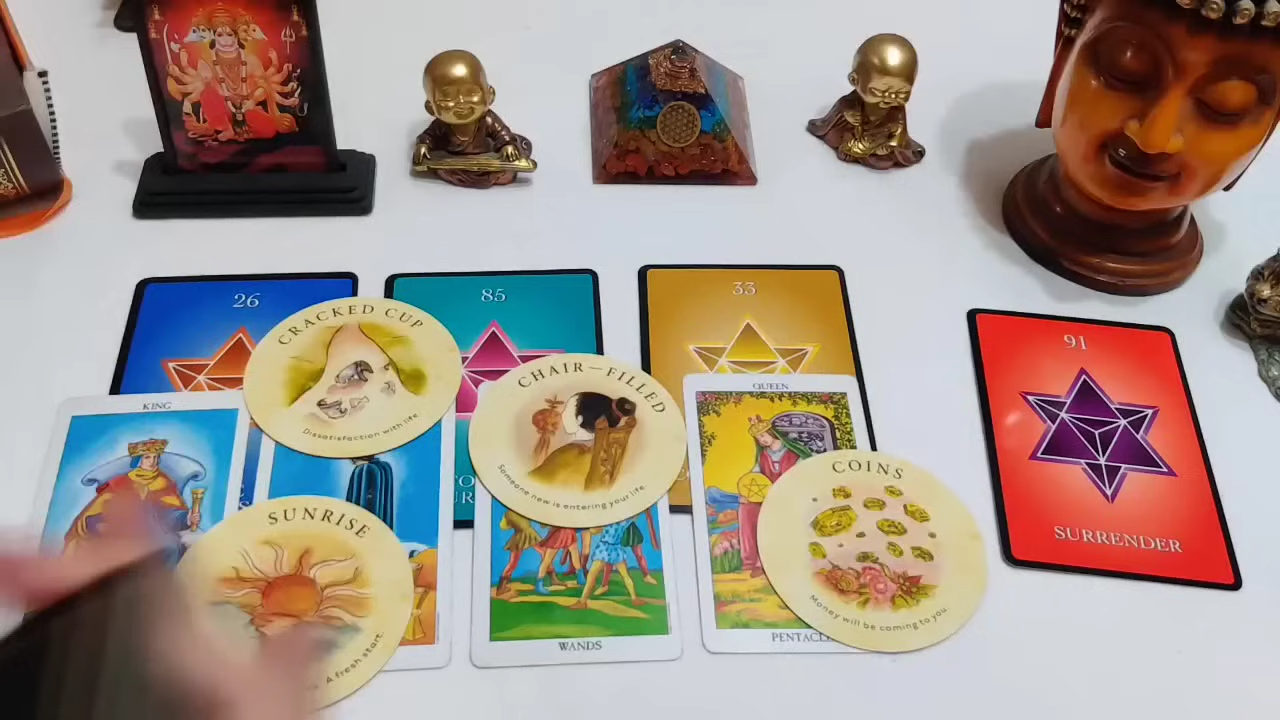 26
85
33
91
SURRENDER
CRACKED CUP
Dissatisfaction with life.
CHAIR—FILLED
Someone new is entering your life.
KING
QUEEN
COINS
Money will be coming to you.
SUNRISE
A fresh start.
WANDS